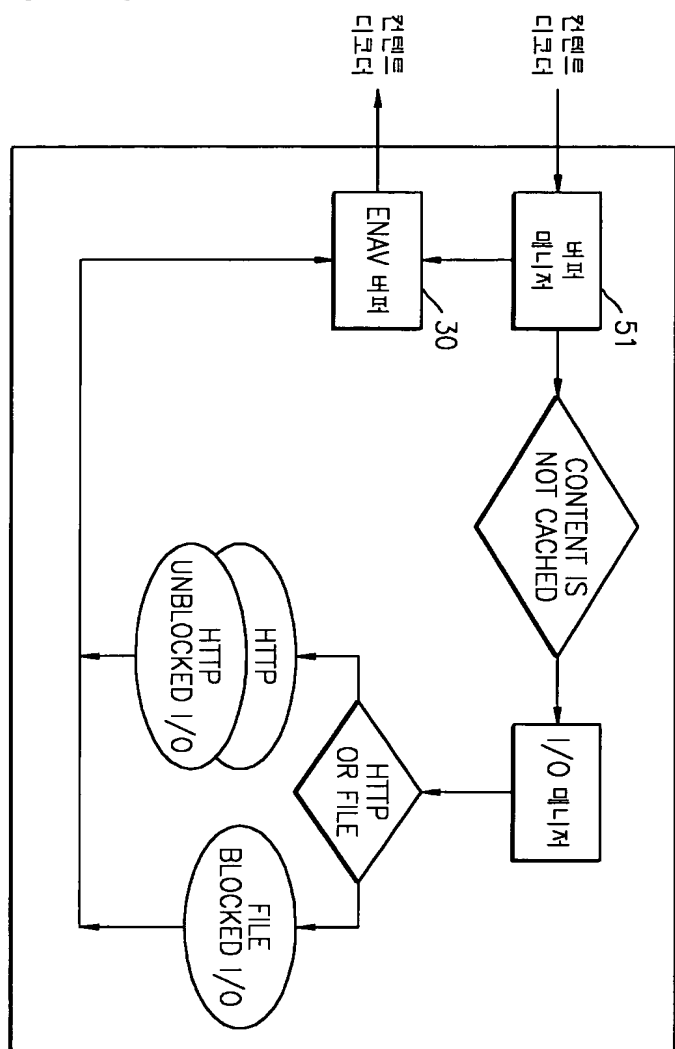 컨텐트
디코더
버퍼
매니저
51
CONTENT IS
NOT CACHED
I/O 매니저
컨텐트
디코더
ENAV 버퍼
30
HTTP
OR FILE
HTTP
HTTP
UNBLOCKED I/O
FILE
BLOCKED I/O